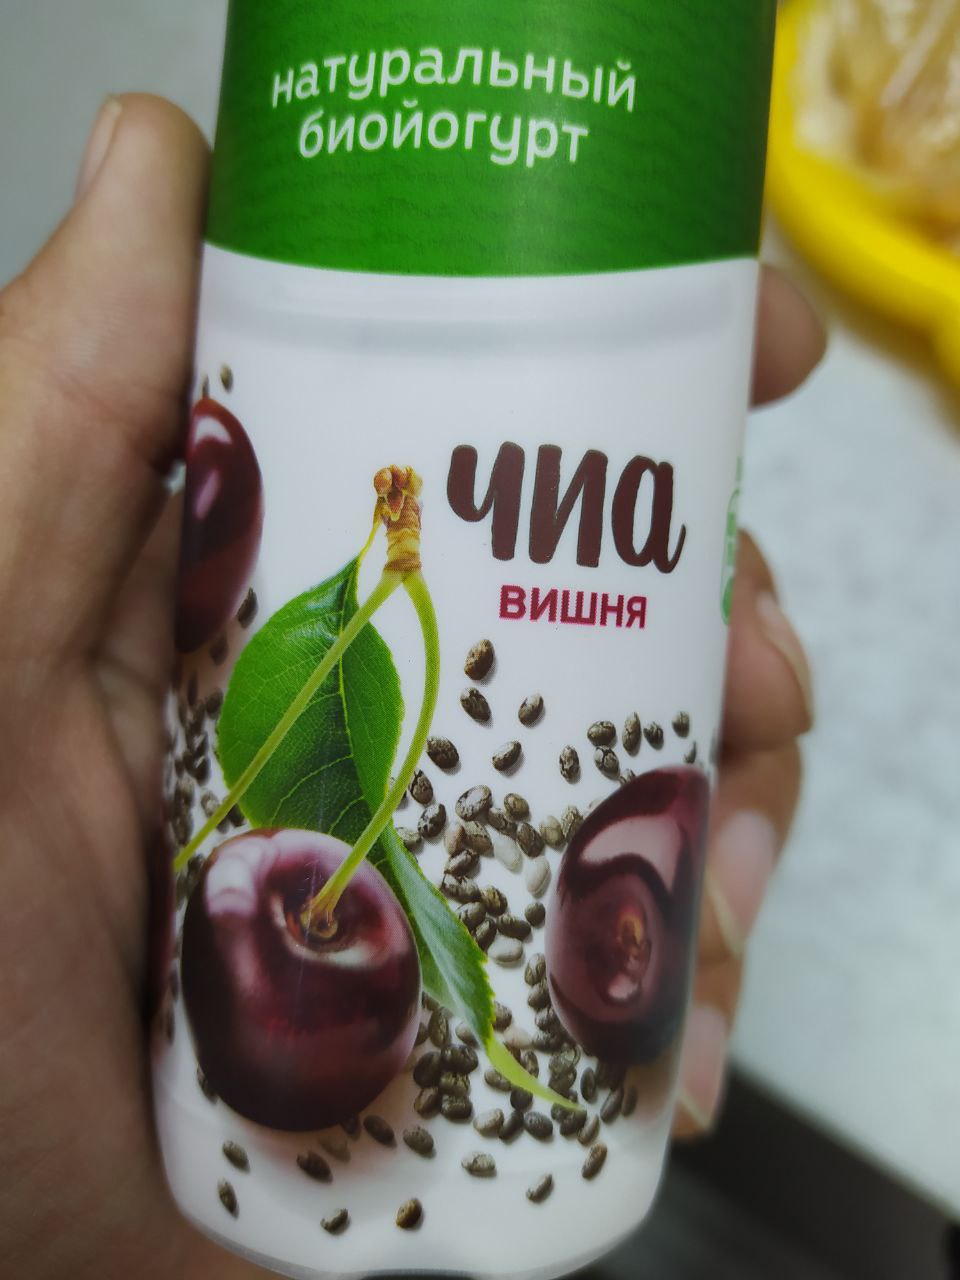 натуральный
биойогурт
чиа
ВИШНЯ